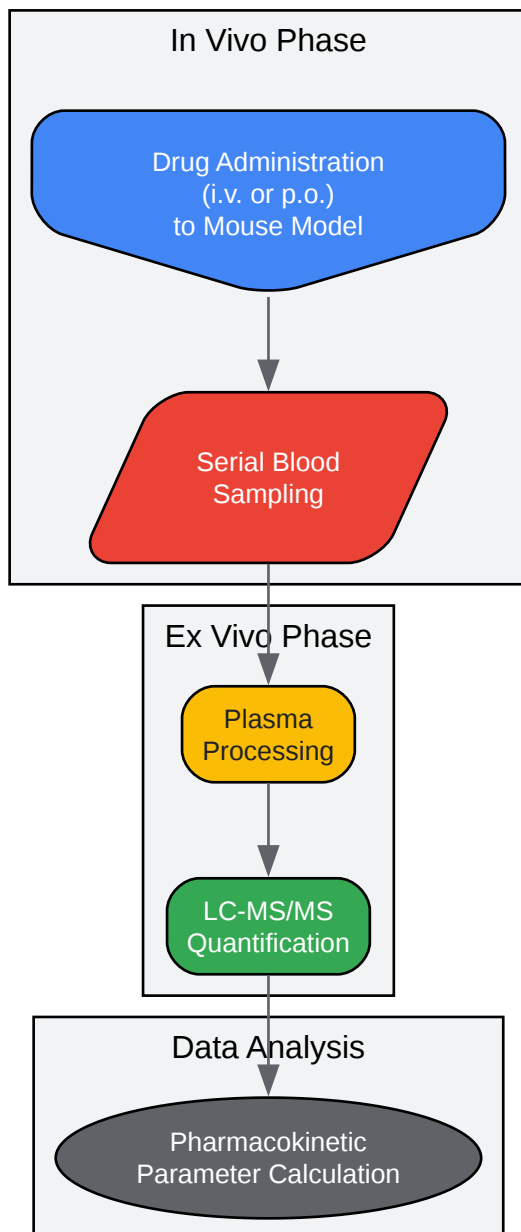 In Vivo Phase
Drug Administration
(i.v. or p.o.)
to Mouse Model
Serial Blood
Sampling
Ex Vivo Phase
Plasma
Processing
LC-MS/MS
Quantification
Data Analysis
Pharmacokinetic
Parameter Calculation